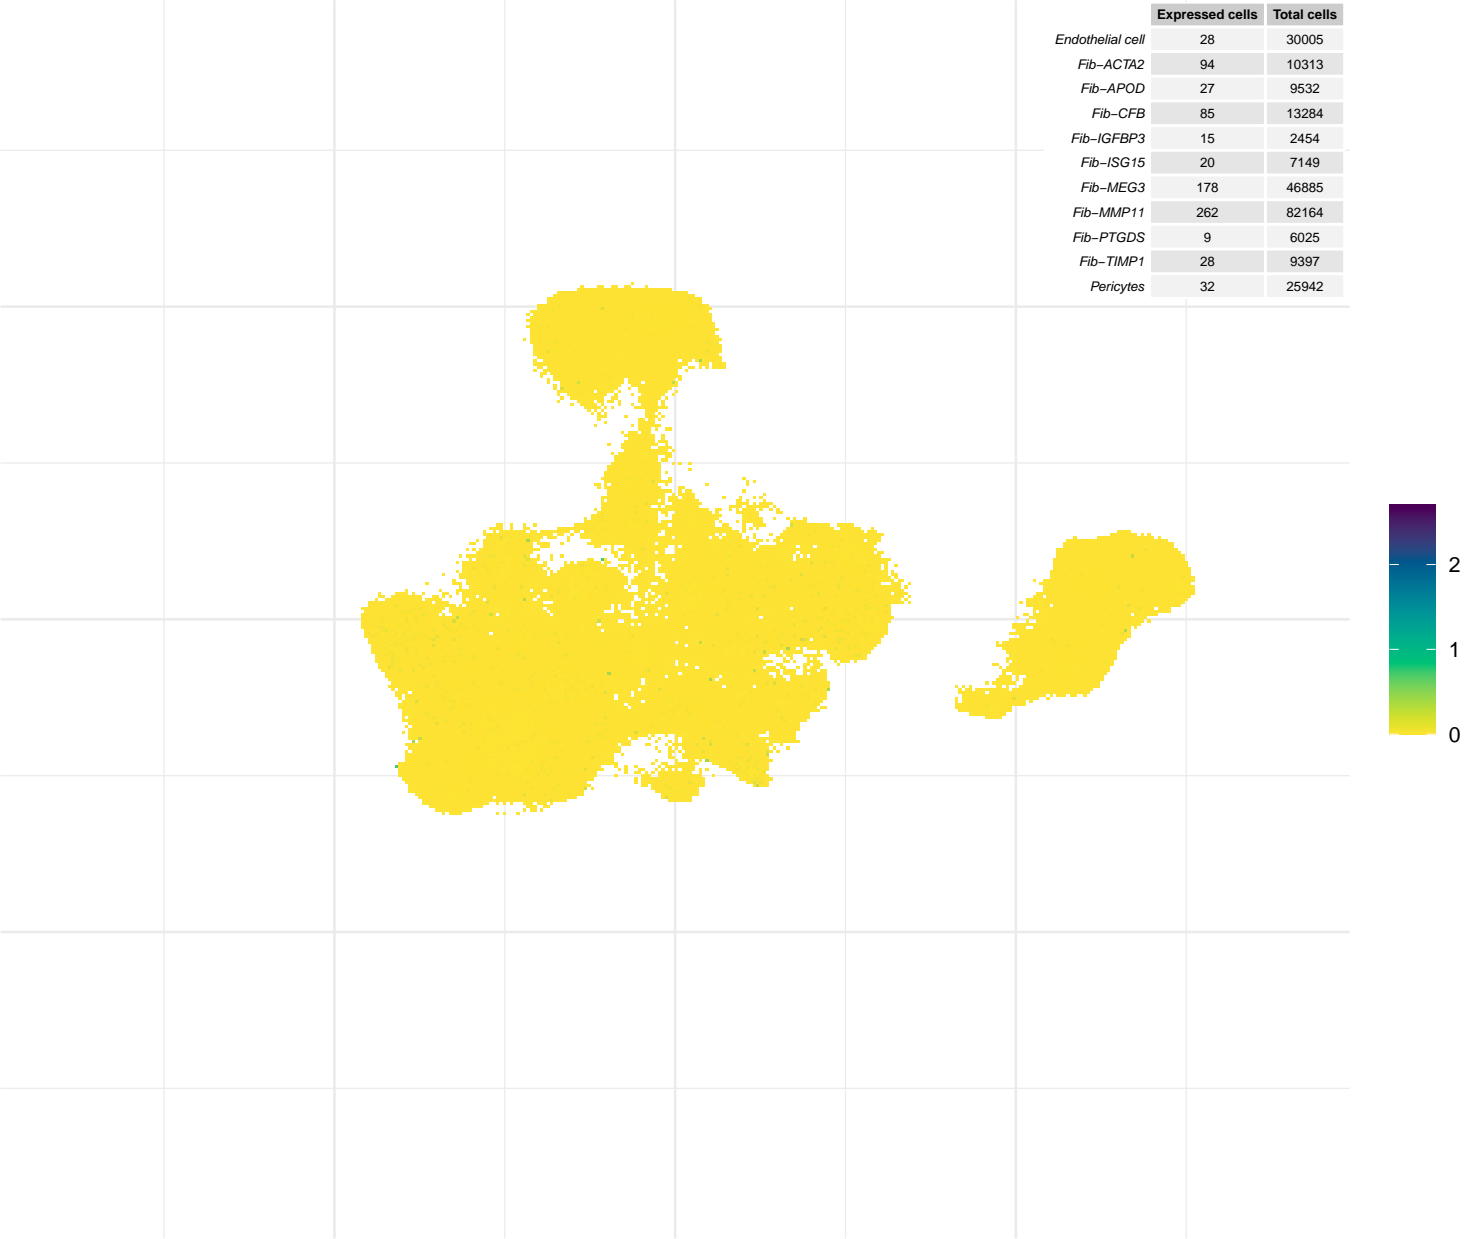 Expressed cells Total cells
Endothelial cell 28 30005
Fib−ACTA2 94 10313
Fib−APOD 27 9532
Fib−CFB 85 13284
Fib−IGFBP3 15 2454
Fib−ISG15 20 7149
Fib−MEG3 178 46885
Fib−MMP11 262 82164
Fib−PTGDS 9 6025
Fib−TIMP1 28 9397
Pericytes 32 25942
2
1
0